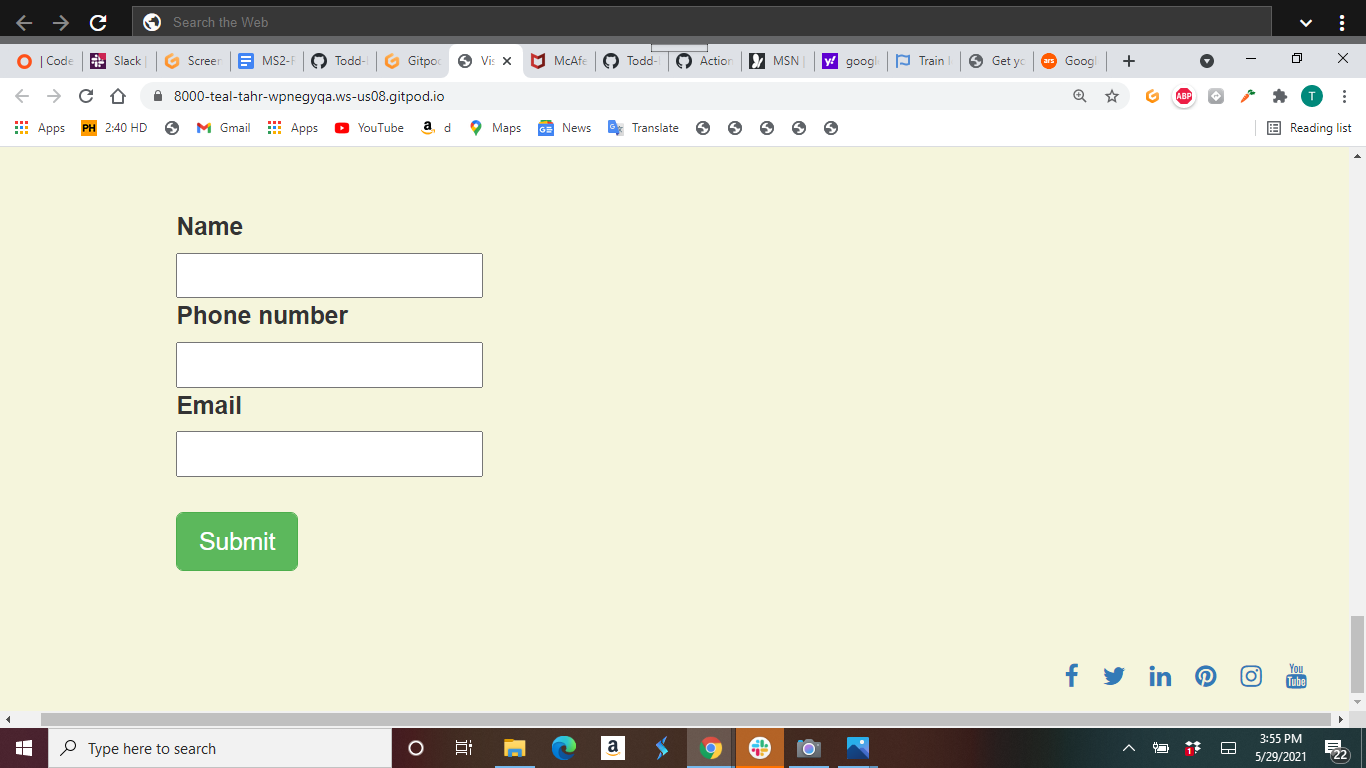 Search the Web
| Code
Slack |
Screen
MS2-F
Todd-
Gitpod
Vis
McAfe
Todd-
Action
MSN |
googl
Train l
Get yo
Googl
8000-teal-tahr-wpnegyqa.ws-us08.gitpod.io
ABP
T
Apps
PH 2:40 HD
Gmail
Apps
YouTube
d
Maps
News
Translate
Reading list
Name
Phone number
Email
Submit
You
Tube
Type here to search
3:55 PM
5/29/2021
22